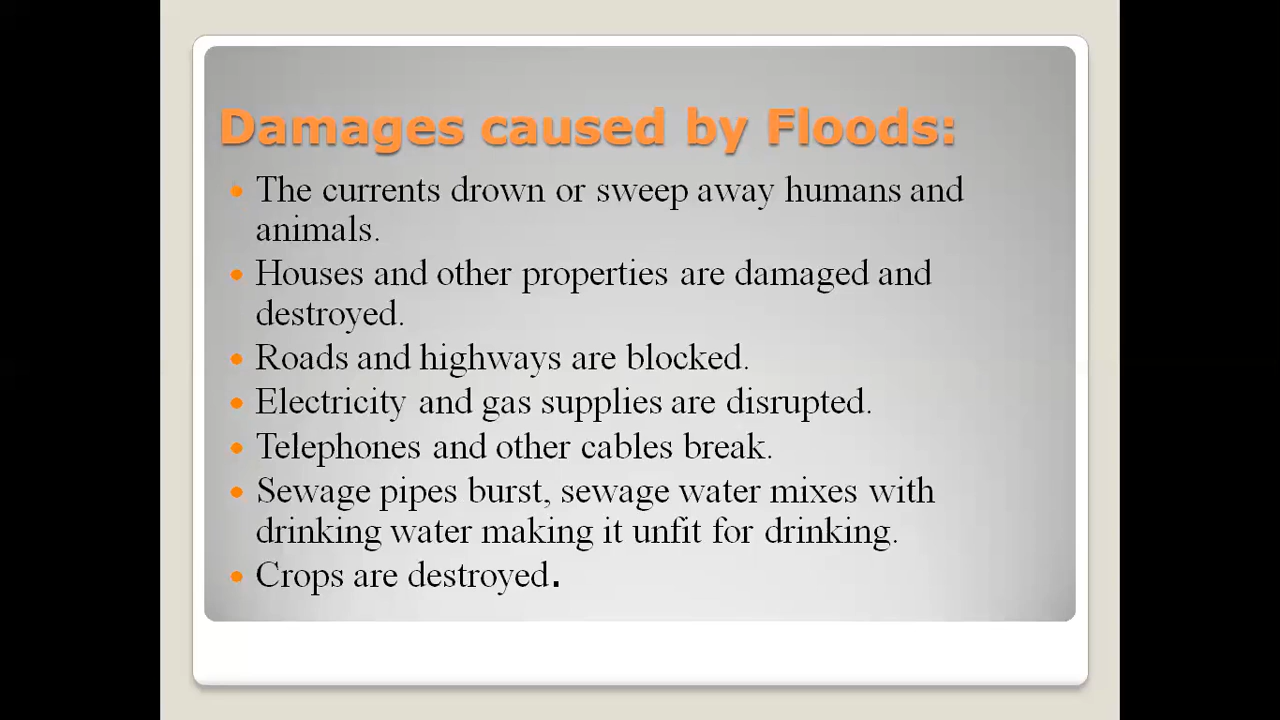 Damages caused by Floods:
• The currents drown or sweep away humans and
animals.
• Houses and other properties are damaged and
destroyed.
• Roads and highways are blocked.
• Electricity and gas supplies are disrupted.
• Telephones and other cables break.
• Sewage pipes burst, sewage water mixes with
drinking water making it unfit for drinking.
• Crops are destroyed.